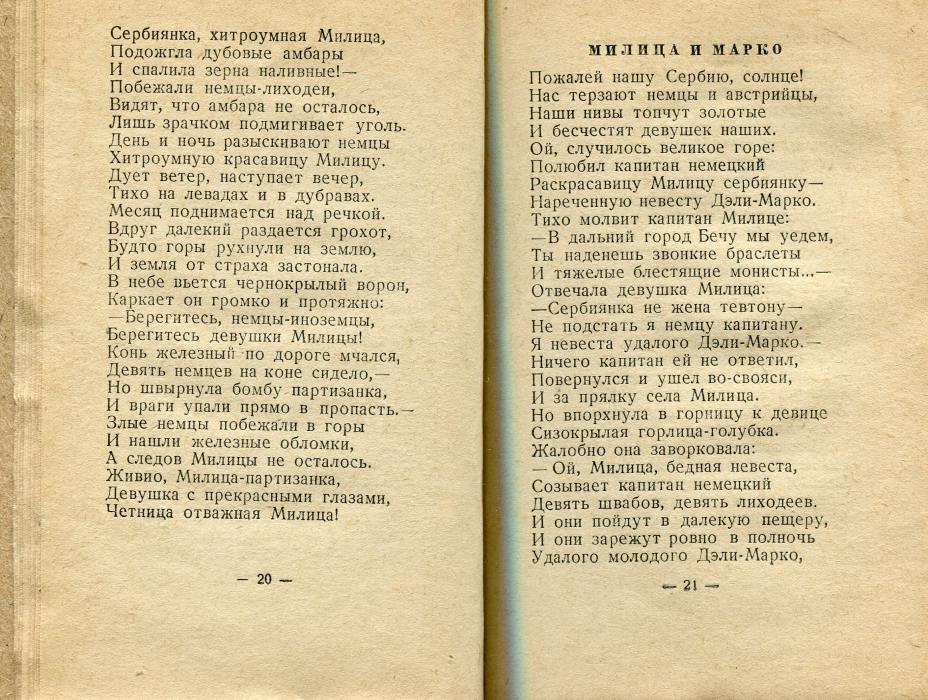 Сербиянка, хитроумная Милица,
Подожгла дубовые амбары
И спалила зерна наливные!—
Побежали немцы-лиходеи,
Видят, что амбара не осталось,
Лишь зрачком подмигивает уголь.
День и ночь разыскивают немцы
Хитроумную красавицу Милицу.
Дует ветер, наступает вечер,
Тихо на левадах и в дубравах.
Месяц поднимается над речкой.
Вдруг далекий раздается грохот,
Будто горы рухнули на землю,
И земля от страха застонала.
В небе вьется чернокрылый ворон,
Каркает он громко и протяжно:
—Берегитесь, немцы-иноземцы,
Берегитесь девушки Милицы!
Конь железный по дороге мчался,
Девять немцев на коне сидело,—
Но швырнула бомбу партизанка,
И враги упали прямо в пропасть.—
Злые немцы побежали в горы
И нашли железные обломки,
А следов Милицы не осталось.
Живио, Милица-партизанка,
Девушка с прекрасными глазами,
Четница отважная Милица!
— 20 —
МИЛИЦА И МАРКО
Пожалей нашу Сербию, солнце!
Нас терзают немцы и австрийцы,
Наши нивы топчут золотые
И бесчестят девушек наших.
Ой, случилось великое горе:
Полюбил капитан немецкий
Раскрасавицу Милицу сербиянку—
Нареченную невесту Дэли-Марко.
Тихо молвит капитан Милице:
—В дальний город Бечу мы уедем,
Ты наденешь звонкие браслеты
И тяжелые блестящие монисты...—
Отвечала девушка Милица:
—Сербиянка не жена тевтону—
Не подстать я немцу капитану.
Я невеста удалого Дэли-Марко.—
Ничего капитан ей не ответил,
Повернулся и ушел во-свояси,
И за прялку села Милица.
Но впорхнула в горницу к девице
Сизокрылая горлица-голубка.
Жалобно она заворковала:
— Ой, Милица, бедная невеста,
Созывает капитан немецкий
Девять швабов, девять лиходеев.
И они пойдут в далекую пещеру,
И они зарежут ровно в полночь
Удалого молодого Дэли-Марко,
— 21 —